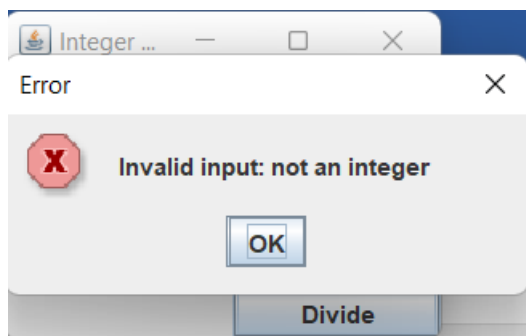 Integer ...
Error
Invalid input: not an integer
OK
Divide